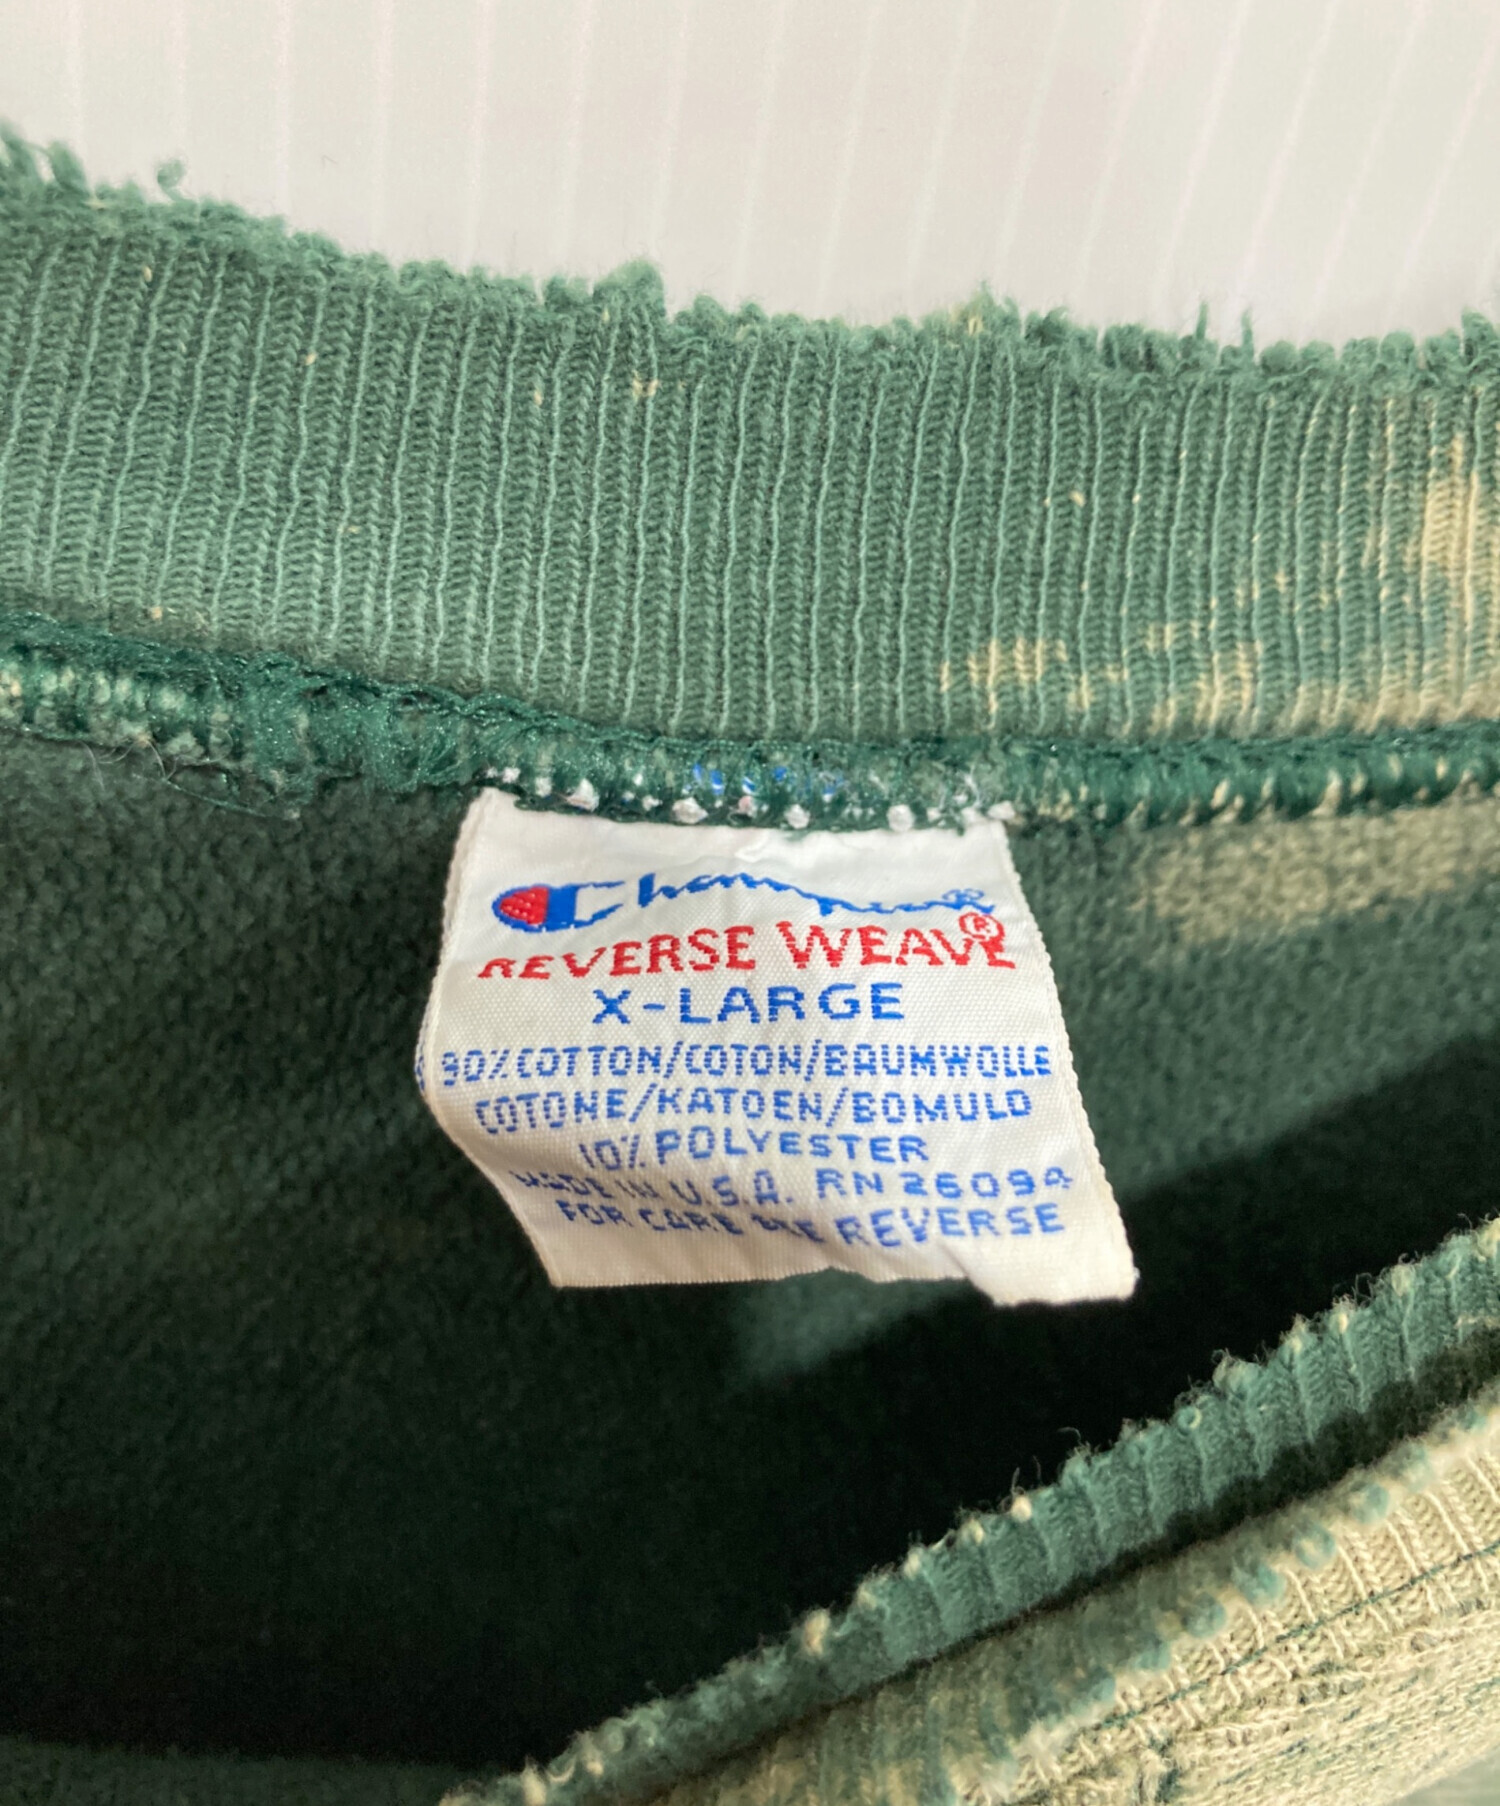 Champion
REVERSE WEAVE®
X-LARGE
90% COTTON/COTON/BAUMWOLLE
COTONE/KATOEN/BOMULD
10% POLYESTER
MADE IN U.S.A. RN 26094
FOR CARE SEE REVERSE